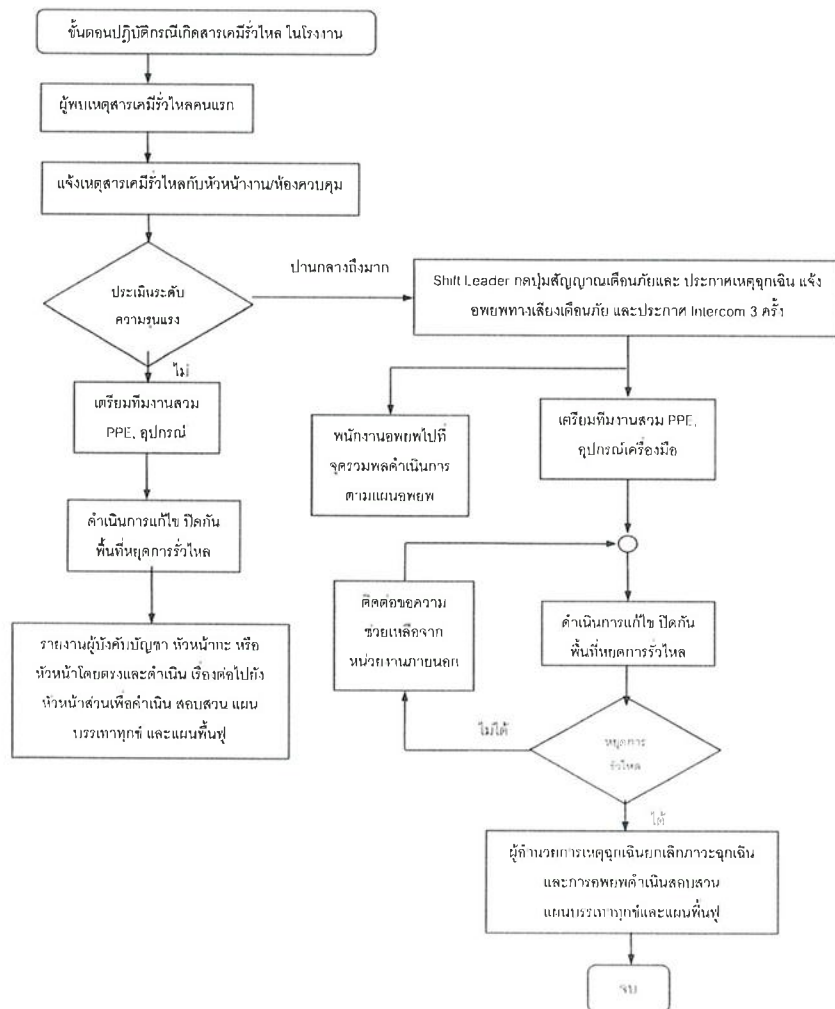 ขั้นตอนปฏิบัติกรณีเกิดสารเคมีรั่วไหล ในโรงงาน
ผู้พบเหตุสารเคมีรั่วไหลคนแรก
แจ้งเหตุสารเคมีรั่วไหลกับหัวหน้างาน/ห้องควบคุม
ประเมินระดับ
ความรุนแรง
ปานกลางถึงมาก
Shift Leader กดปุ่มสัญญาณเตือนภัยและ ประกาศเหตุฉุกเฉิน แจ้ง
อพยพทางเสียงเตือนภัย และประกาศ Intercom 3 ครั้ง
ไม่
เตรียมทีมงานสวม
PPE, อุปกรณ์
ดำเนินการแก้ไข ปิดกั้น
พื้นที่หยุดการรั่วไหล
รายงานผู้บังคับบัญชา หัวหน้ากะ หรือ
หัวหน้าโดยตรงและดำเนิน เรื่องต่อไปยัง
หัวหน้าส่วนเพื่อดำเนิน สอบสวน แผน
บรรเทาทุกข์ และแผนฟื้นฟู
พนักงานอพยพไปที่
จุดรวมพลดำเนินการ
ตามแผนอพยพ
เตรียมทีมงานสวม PPE,
อุปกรณ์เครื่องมือ
ติดต่อขอความ
ช่วยเหลือจาก
หน่วยงานภายนอก
ดำเนินการแก้ไข ปิดกั้น
พื้นที่หยุดการรั่วไหล
ไม่ได้
หยุดการ
รั่วไหล
ได้
ผู้อำนวยการเหตุฉุกเฉินยกเลิกภาวะฉุกเฉิน
และการอพยพดำเนินสอบสวน
แผนบรรเทาทุกข์และแผนฟื้นฟู
จบ